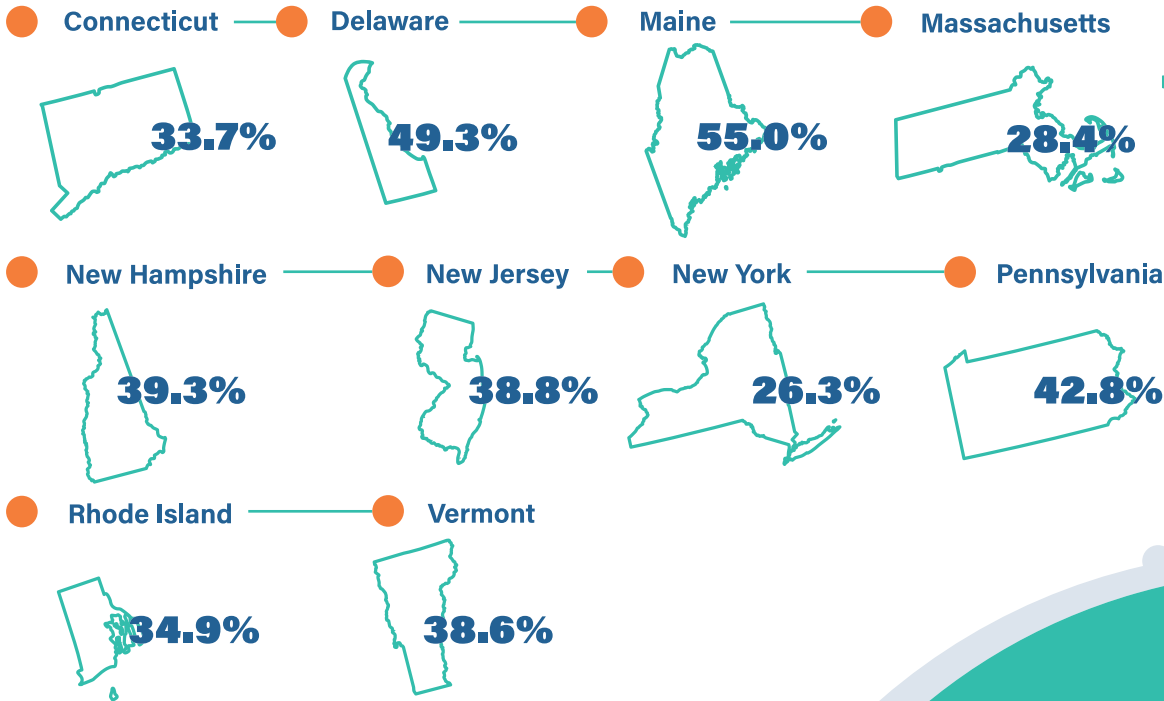 Connecticut Delaware Maine Massachusetts
33.7% 49.3% 55.0% 28.4%
New Hampshire New Jersey New York Pennsylvania
39.3% 38.8% 26.3% 42.8%
Rhode Island Vermont
34.9% 38.6%